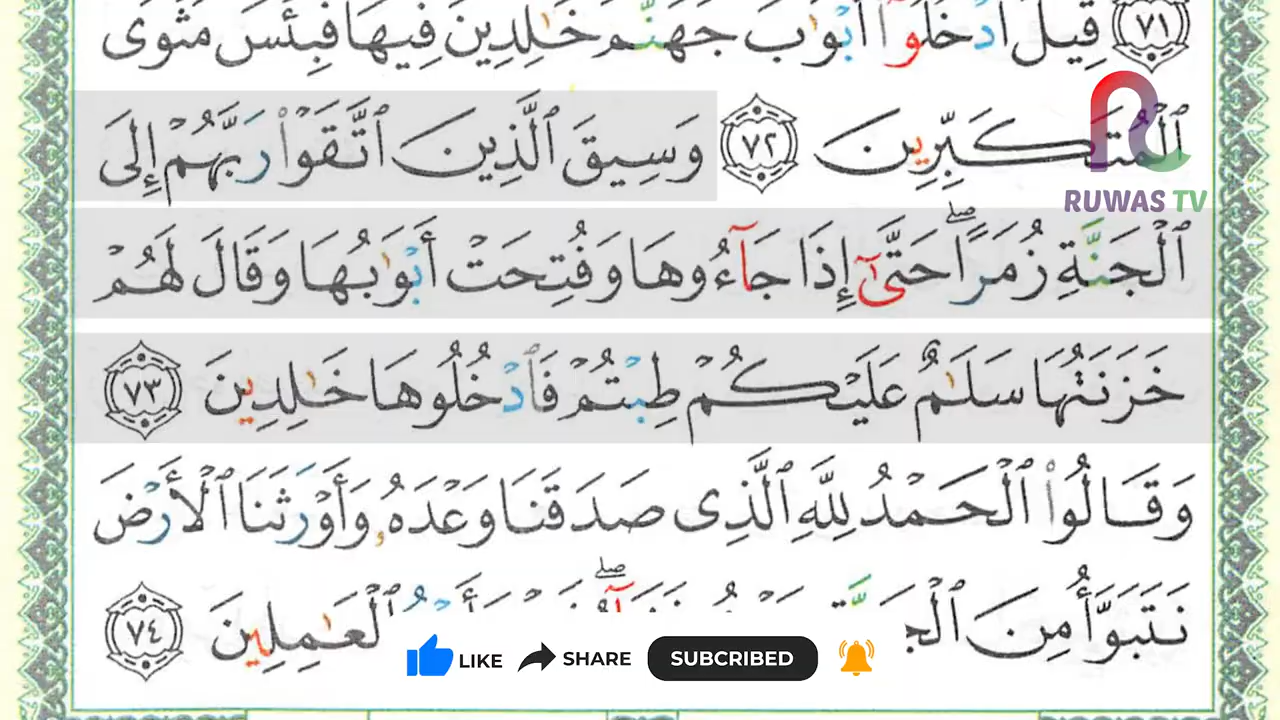 ٧١ قِيلَ ٱدْخُلُوٓا۟ أَبْوَٰبَ جَهَنَّمَ خَـٰلِدِينَ فِيهَا فَبِئْسَ مَثْوَى
ٱلْمُتَكَبِّرِينَ ٧٢ وَسِيقَ ٱلَّذِينَ ٱتَّقَوْا۟ رَبَّهُمْ إِلَى
RUWAS TV
ٱلْجَنَّةِ زُمَرًا ۖ حَتَّىٰٓ إِذَا جَآءُوهَا وَفُتِحَتْ أَبْوَٰبُهَا وَقَالَ لَهُمْ
خَزَنَتُهَا سَلَـٰمٌ عَلَيْكُمْ طِبْتُمْ فَٱدْخُلُوهَا خَـٰلِدِينَ ٧٣
وَقَالُوا۟ ٱلْحَمْدُ لِلَّهِ ٱلَّذِى صَدَقَنَا وَعْدَهُۥ وَأَوْرَثَنَا ٱلْأَرْضَ
نَتَبَوَّأُ مِنَ ٱلْعَـٰمِلِينَ ٧٤
LIKE SHARE SUBCRIBED